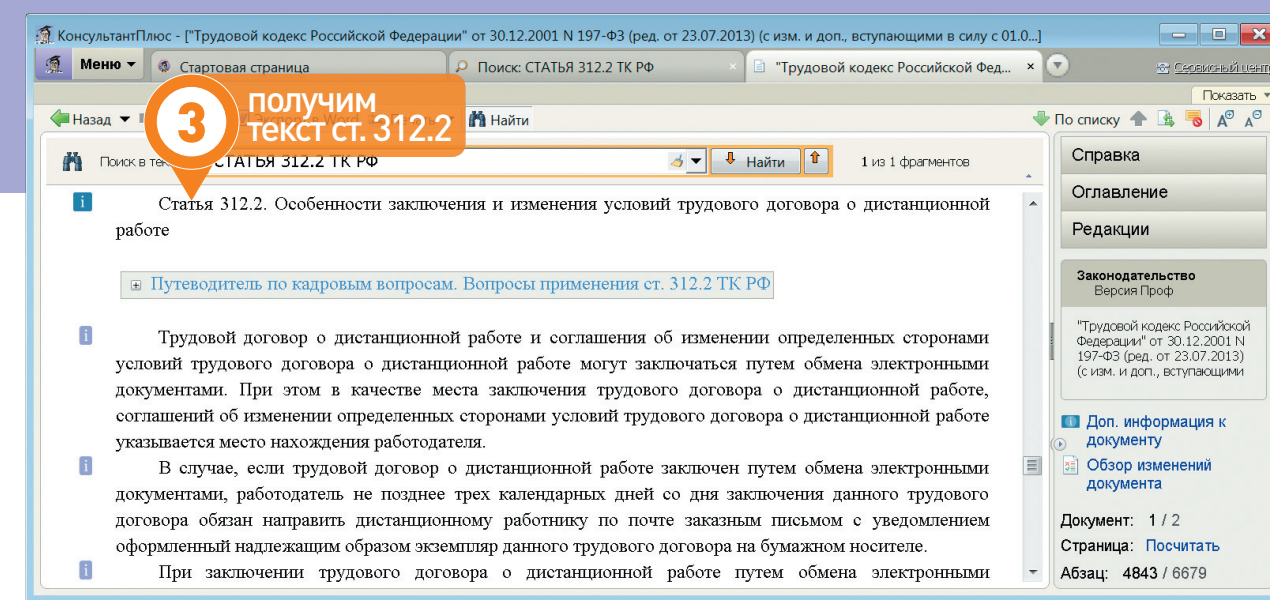 КонсультантПлюс - ["Трудовой кодекс Российской Федерации" от 30.12.2001 N 197-ФЗ (ред. от 23.07.2013) (с изм. и доп., вступающими в силу с 01.0...]
Меню
Стартовая страница
Поиск: СТАТЬЯ 312.2 ТК РФ
"Трудовой кодекс Российской Фед...
Сервисный цент
Показать
3
получим
текст ст. 312.2
Назад
Найти
По списку
Поиск в тек
СТАТЬЯ 312.2 ТК РФ
Найти
1 из 1 фрагментов
Статья 312.2. Особенности заключения и изменения условий трудового договора о дистанционной
работе
Путеводитель по кадровым вопросам. Вопросы применения ст. 312.2 ТК РФ
Трудовой договор о дистанционной работе и соглашения об изменении определенных сторонами
условий трудового договора о дистанционной работе могут заключаться путем обмена электронными
документами. При этом в качестве места заключения трудового договора о дистанционной работе,
соглашений об изменении определенных сторонами условий трудового договора о дистанционной работе
указывается место нахождения работодателя.
В случае, если трудовой договор о дистанционной работе заключен путем обмена электронными
документами, работодатель не позднее трех календарных дней со дня заключения данного трудового
договора обязан направить дистанционному работнику по почте заказным письмом с уведомлением
оформленный надлежащим образом экземпляр данного трудового договора на бумажном носителе.
При заключении трудового договора о дистанционной работе путем обмена электронными
Справка
Оглавление
Редакции
Законодательство
Версия Проф
"Трудовой кодекс Российской
Федерации" от 30.12.2001 N
197-ФЗ (ред. от 23.07.2013)
(с изм. и доп., вступающими
Доп. информация к
документу
Обзор изменений
документа
Документ: 1 / 2
Страница: Посчитать
Абзац: 4843 / 6679